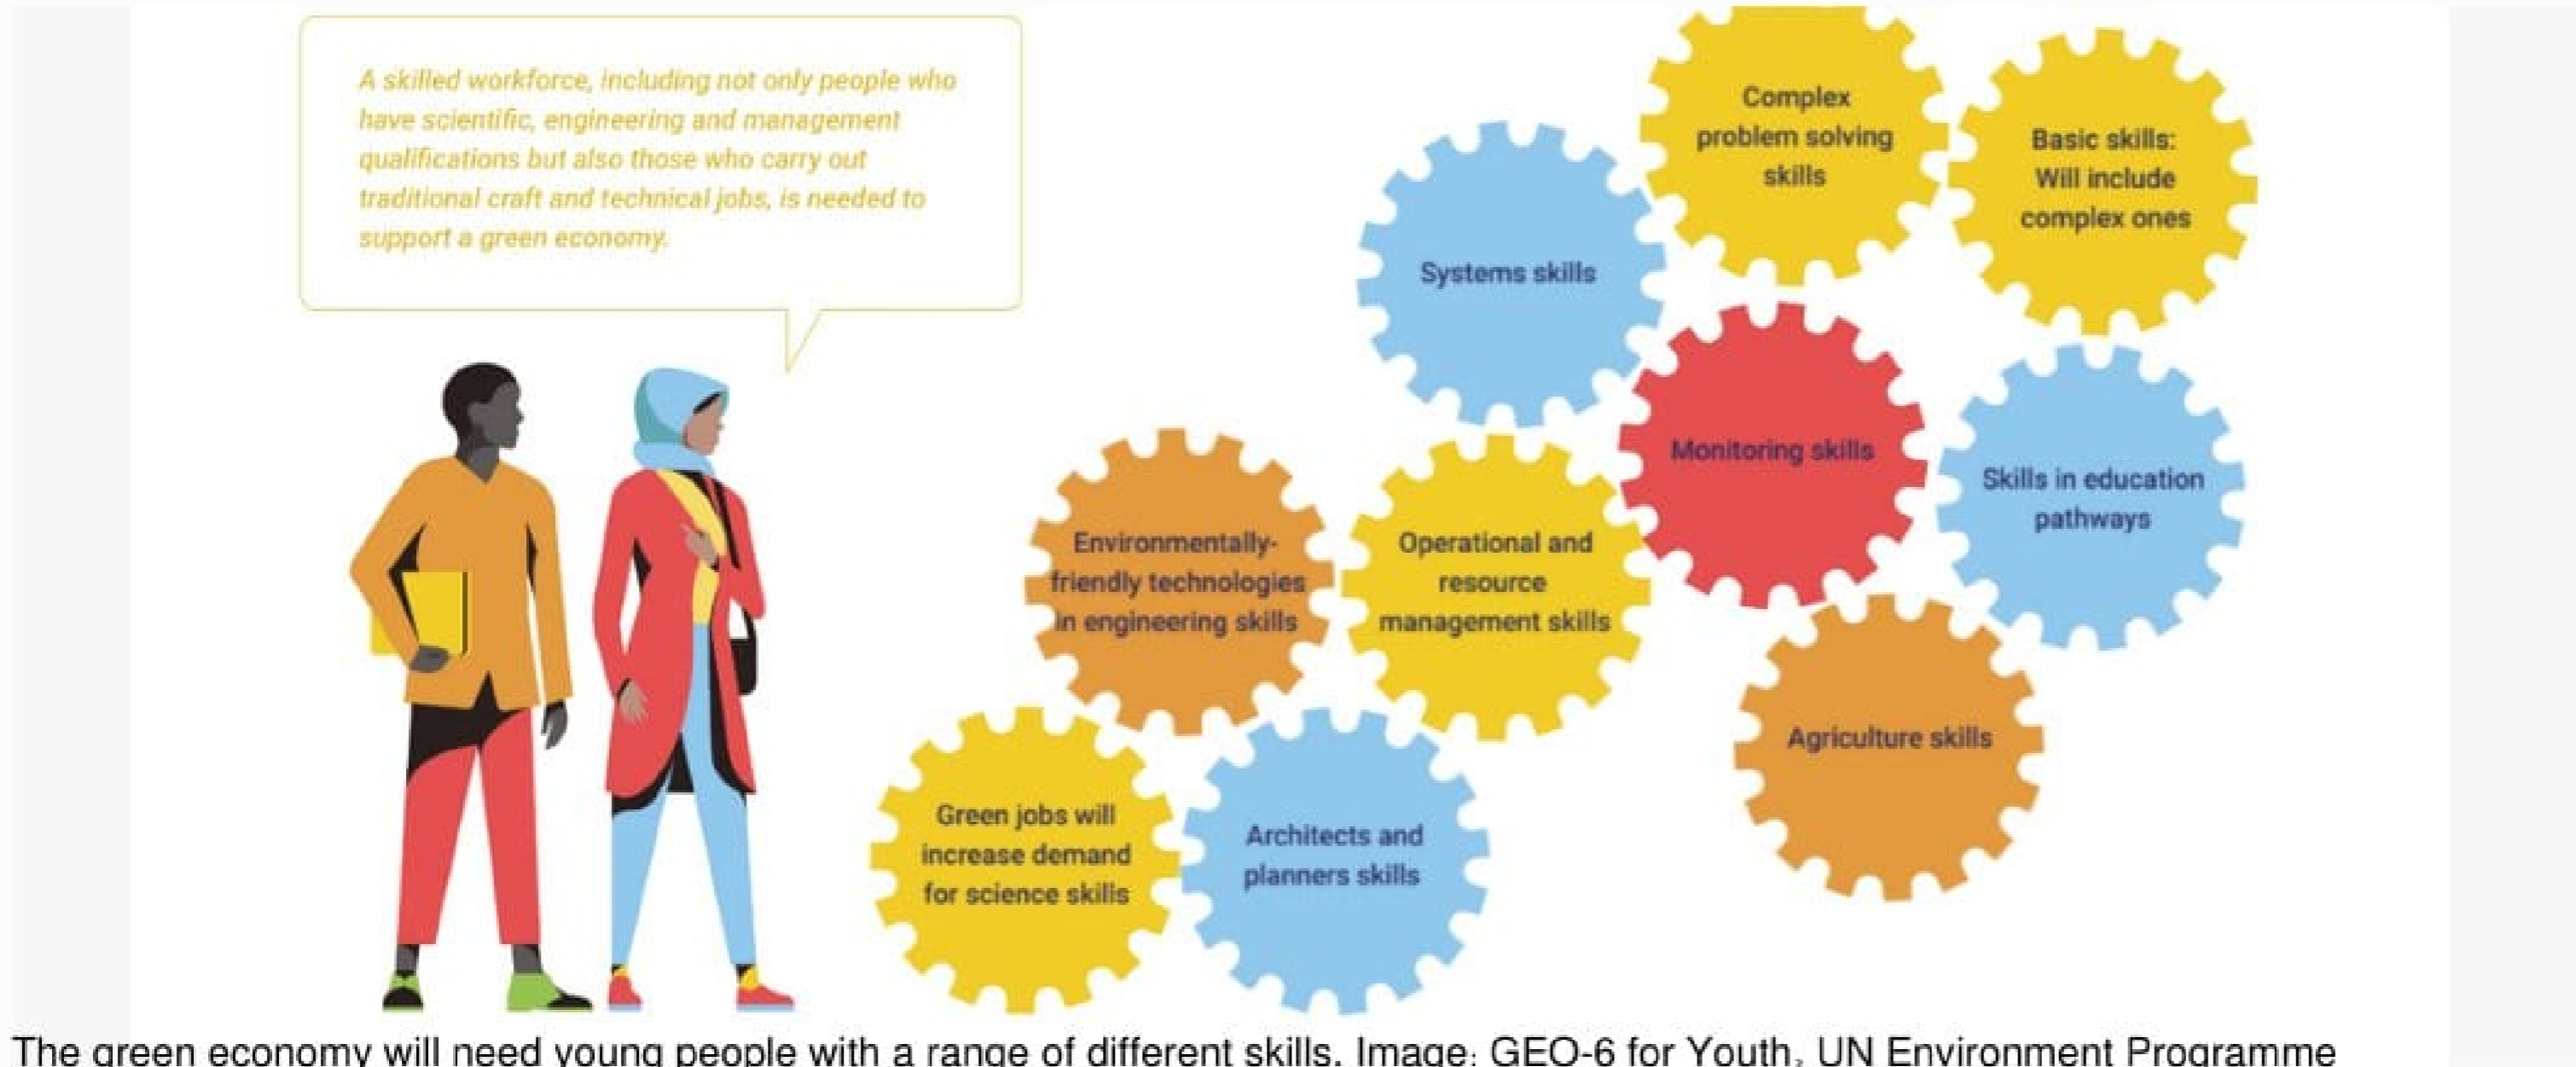 A skilled workforce, including not only people who
have scientific, engineering and management
qualifications but also those who carry out
traditional craft and technical jobs, is needed to
support a green economy.
Complex
problem solving
skills
Basic skills:
Will include
complex ones
Systems skills
Monitoring skills
Skills in education
pathways
Environmentally-
friendly technologies
in engineering skills
Operational and
resource
management skills
Agriculture skills
Green jobs will
increase demand
for science skills
Architects and
planners skills
The green economy will need young people with a range of different skills. Image: GEO-6 for Youth, UN Environment Programme